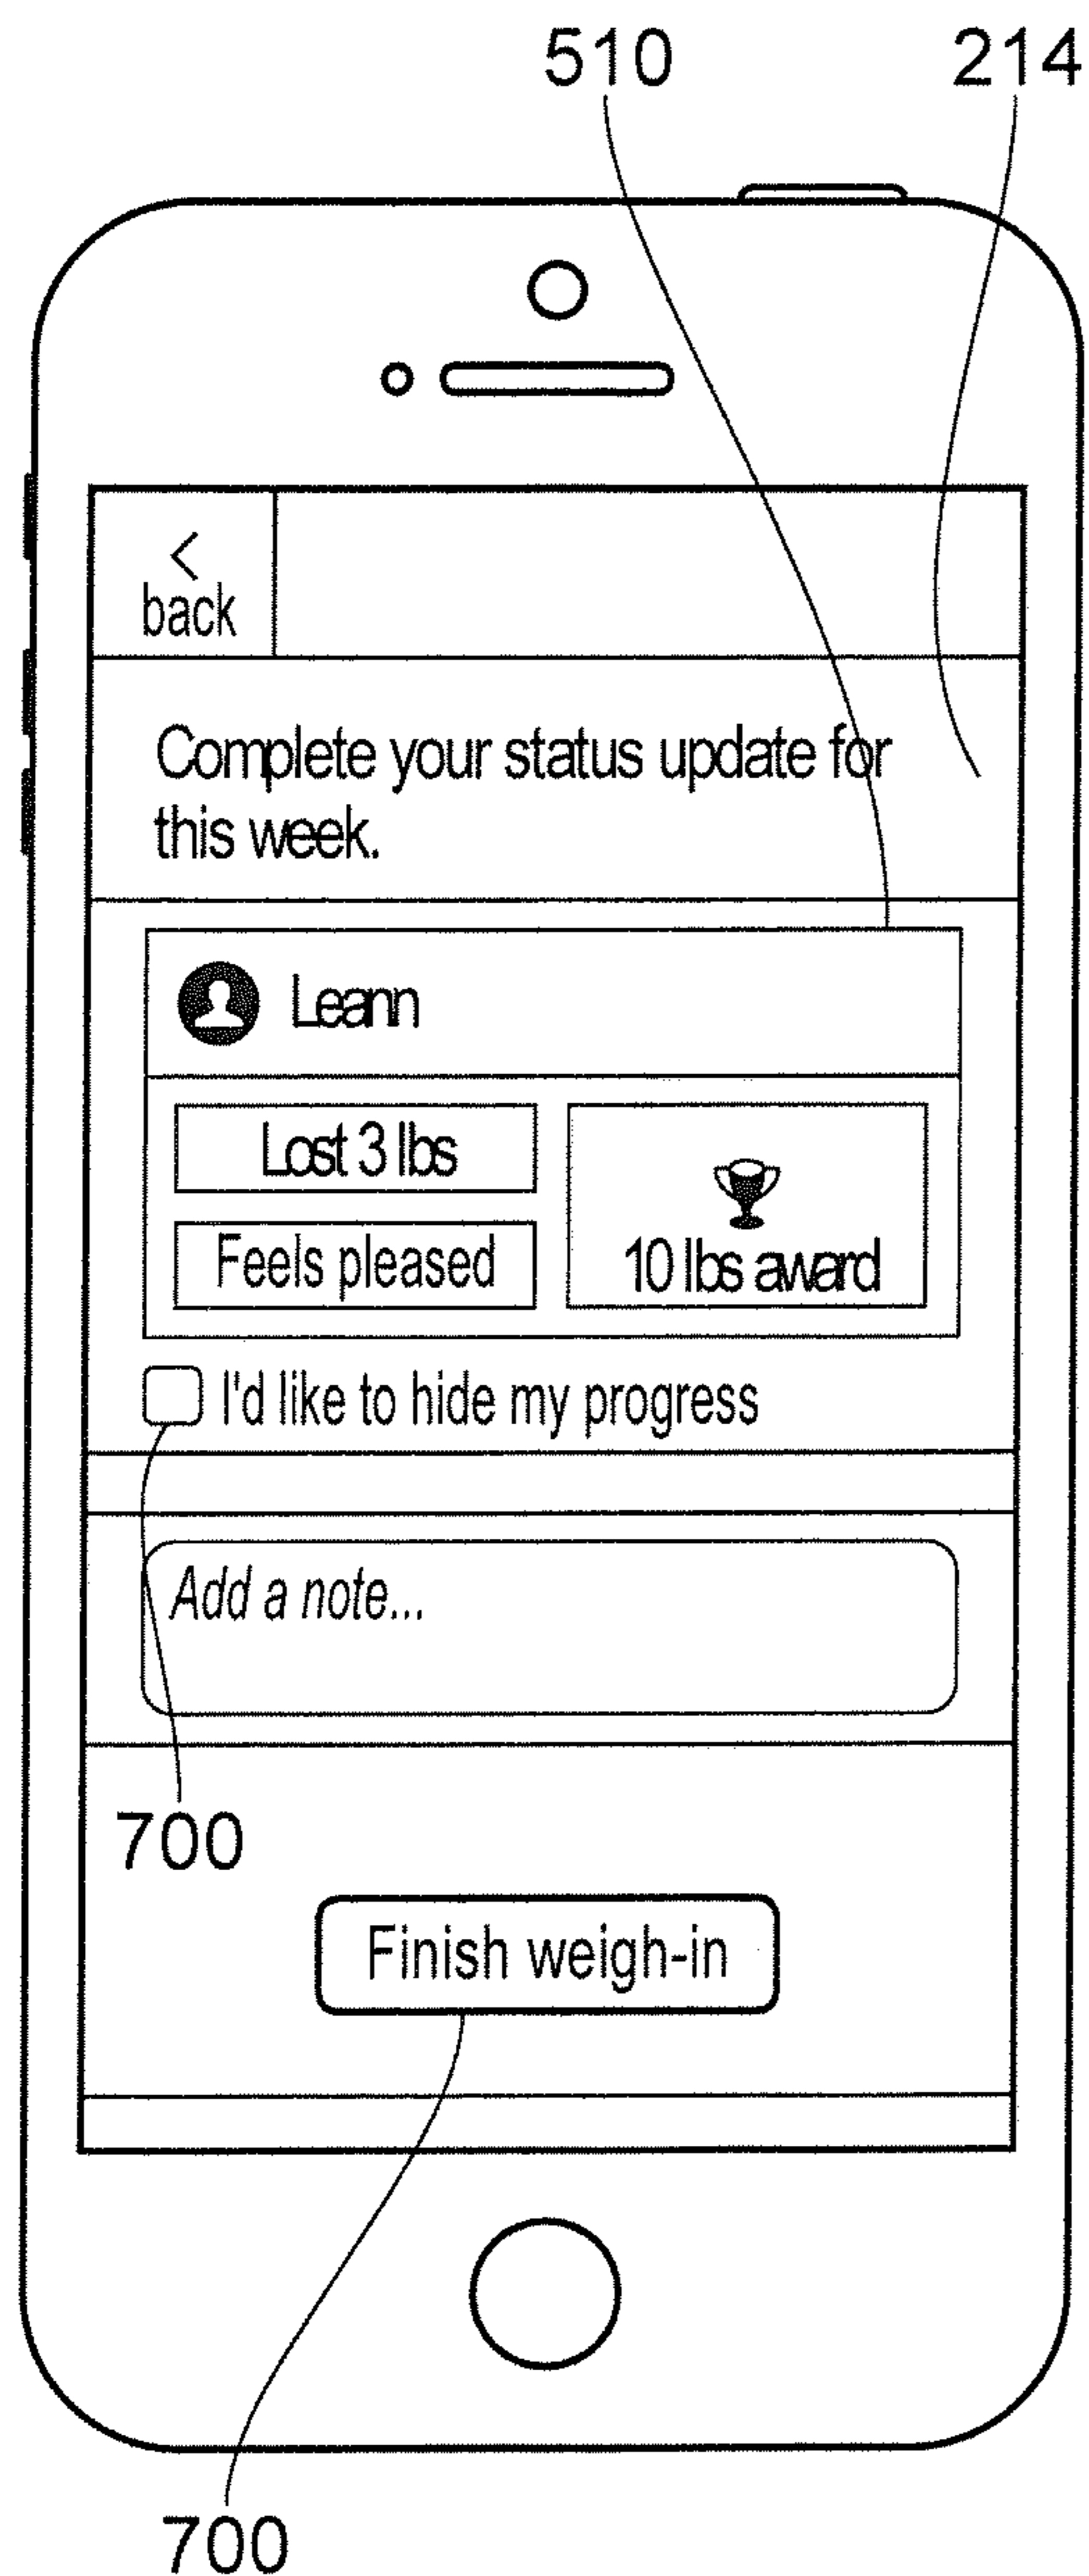 510 214
<
back
Complete your status update for
this week.
Leann
Lost 3 lbs
Feels pleased
10 lbs award
I'd like to hide my progress
Add a note...
700
Finish weigh-in
700